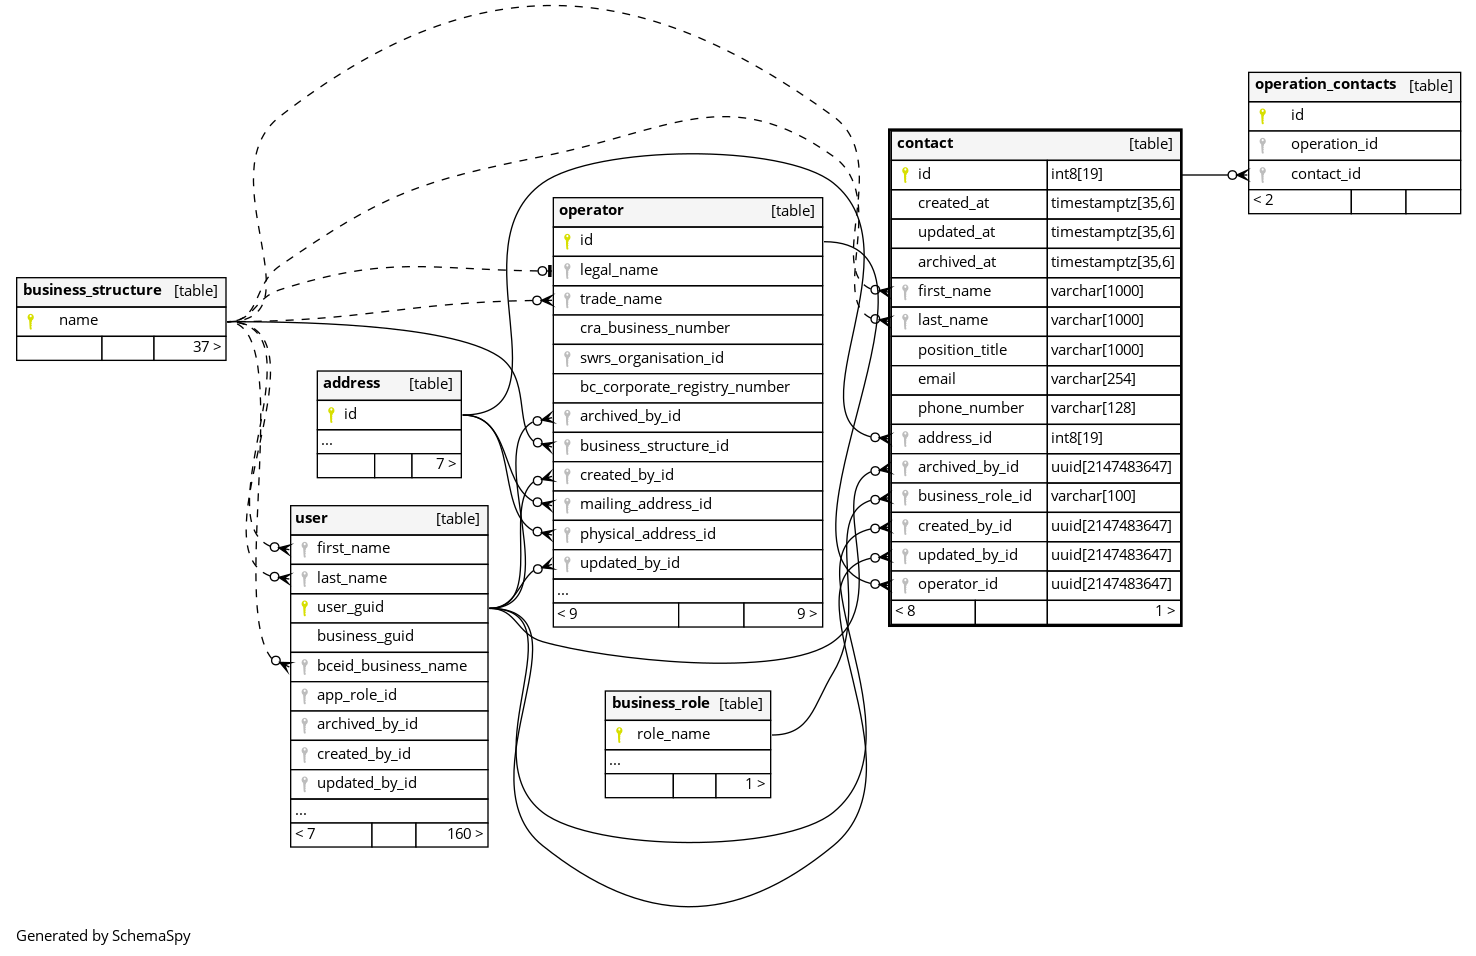 operation_contacts [table]
id
operation_id
contact_id
< 2
contact [table]
id int8[19]
created_at timestamptz[35,6]
updated_at timestamptz[35,6]
archived_at timestamptz[35,6]
first_name varchar[1000]
last_name varchar[1000]
position_title varchar[1000]
email varchar[254]
phone_number varchar[128]
address_id int8[19]
archived_by_id uuid[2147483647]
business_role_id varchar[100]
created_by_id uuid[2147483647]
updated_by_id uuid[2147483647]
operator_id uuid[2147483647]
< 8 1 >
operator [table]
id
legal_name
trade_name
cra_business_number
swrs_organisation_id
bc_corporate_registry_number
archived_by_id
business_structure_id
created_by_id
mailing_address_id
physical_address_id
updated_by_id
...
< 9 9 >
business_structure [table]
name
37 >
address [table]
id
...
7 >
user [table]
first_name
last_name
user_guid
business_guid
bceid_business_name
app_role_id
archived_by_id
created_by_id
updated_by_id
...
< 7 160 >
business_role [table]
role_name
...
1 >
Generated by SchemaSpy